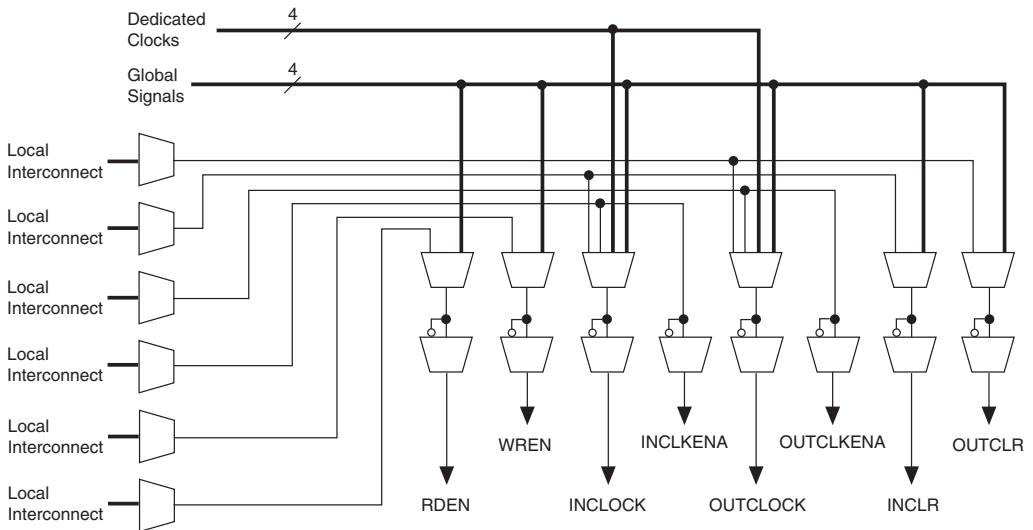 Dedicated
Clocks
4
Global
Signals
4
Local
Interconnect
Local
Interconnect
Local
Interconnect
Local
Interconnect
Local
Interconnect
Local
Interconnect
WREN
INCLKENA
OUTCLKENA
OUTCLR
RDEN
INCLOCK
OUTCLOCK
INCLR